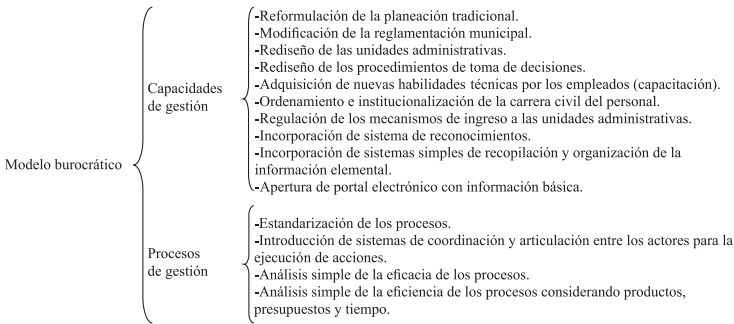 Modelo burocrático
Capacidades
de gestión
-Reformulación de la planeación tradicional.
-Modificación de la reglamentación municipal.
-Rediseño de las unidades administrativas.
-Rediseño de los procedimientos de toma de decisiones.
-Adquisición de nuevas habilidades técnicas por los empleados (capacitación).
-Ordenamiento e institucionalización de la carrera civil del personal.
-Regulación de los mecanismos de ingreso a las unidades administrativas.
-Incorporación de sistema de reconocimientos.
-Incorporación de sistemas simples de recopilación y organización de la
información elemental.
-Apertura de portal electrónico con información básica.
Procesos
de gestión
-Estandarización de los procesos.
-Introducción de sistemas de coordinación y articulación entre los actores para la
ejecución de acciones.
-Análisis simple de la eficacia de los procesos.
-Análisis simple de la eficiencia de los procesos considerando productos,
presupuestos y tiempo.